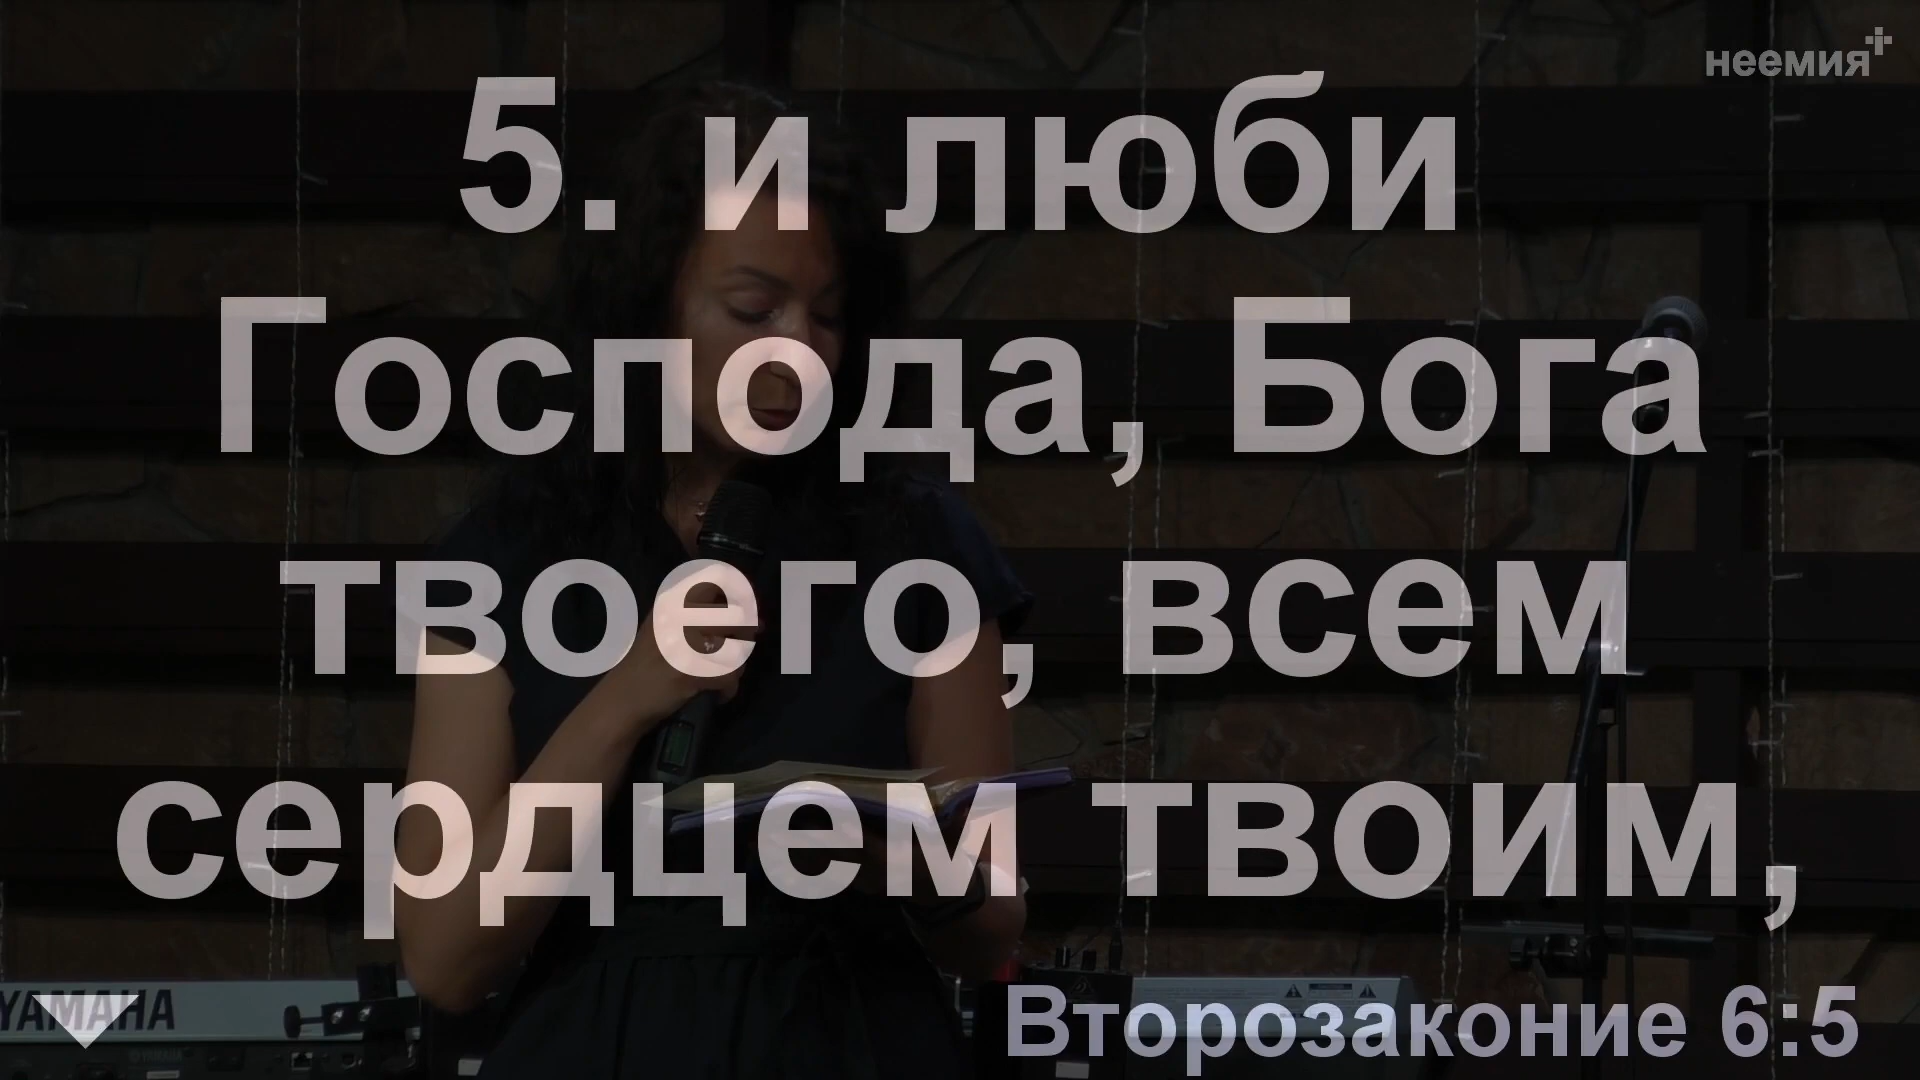 неемия
5. и люби
Господа, Бога
твоего, всем
сердцем твоим,
Второзаконие 6:5
YAMAHA